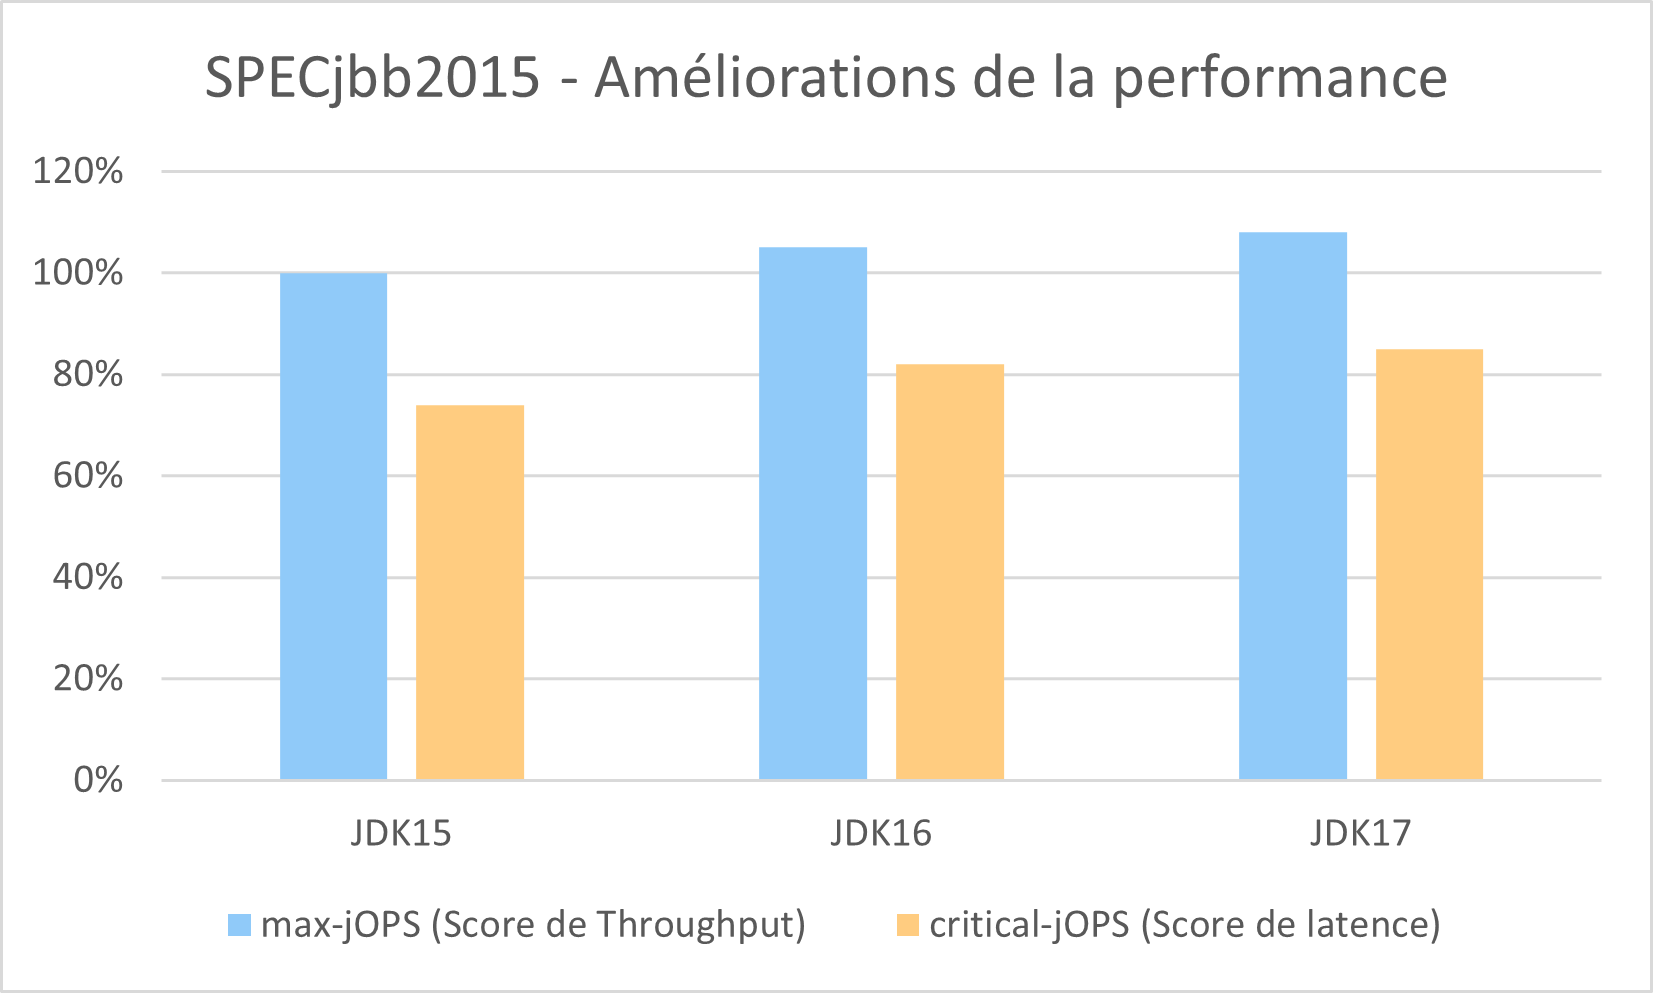 SPECjbb2015 - Améliorations de la performance
120%
100%
80%
60%
40%
20%
0%
JDK15 JDK16 JDK17
max-jOPS (Score de Throughput) critical-jOPS (Score de latence)